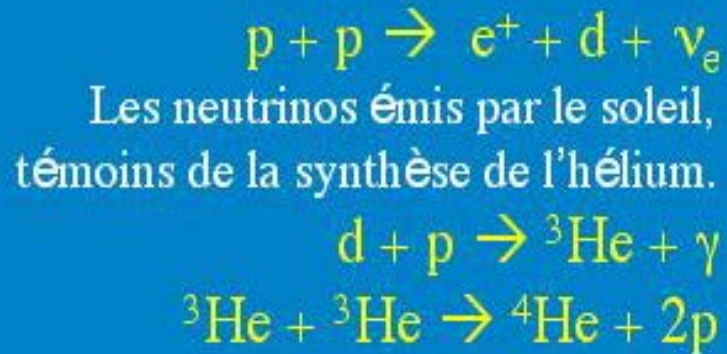 p + p → e⁺ + d + νₑ
Les neutrinos émis par le soleil,
témoins de la synthèse de l'hélium.
d + p → ³He + γ
³He + ³He → ⁴He + 2p